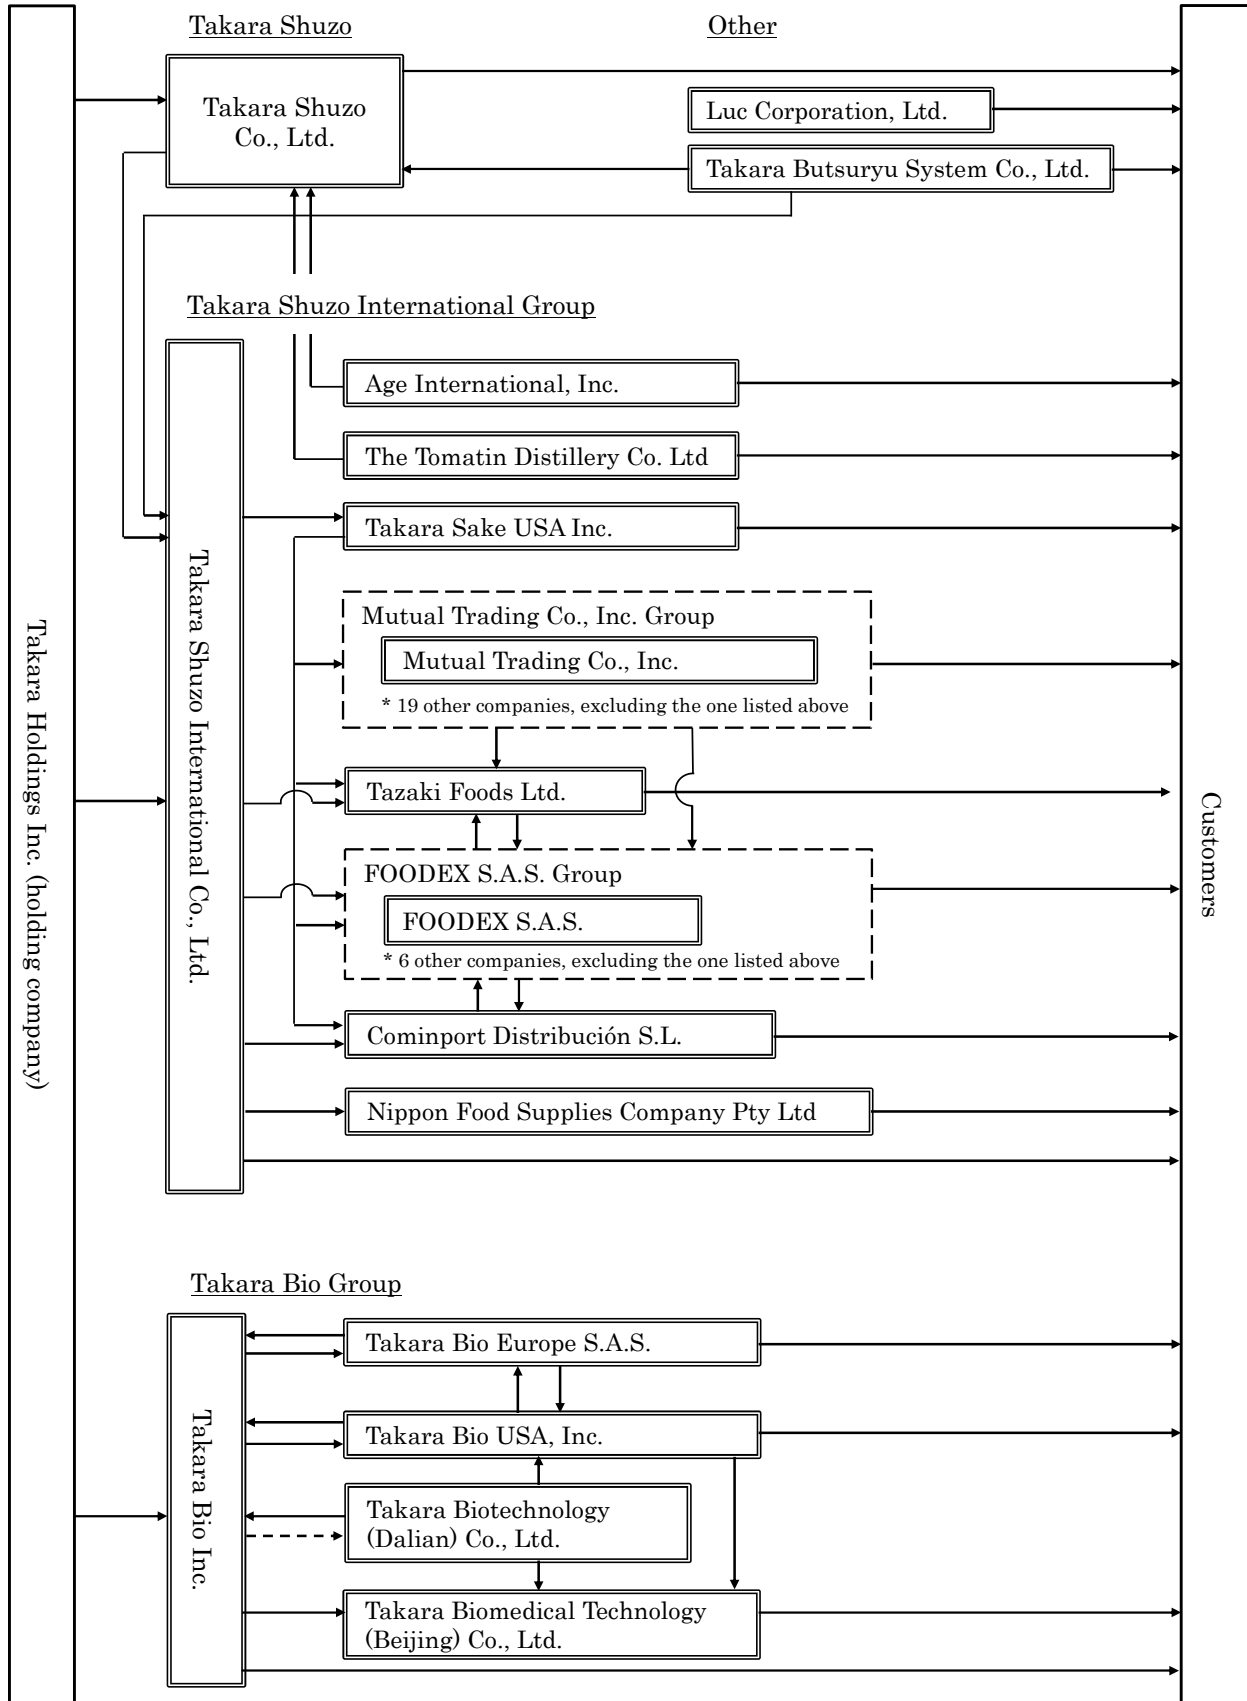 Takara Shuzo
Other
Takara Shuzo
Co., Ltd.
Luc Corporation, Ltd.
Takara Butsuryu System Co., Ltd.
Takara Shuzo International Group
Age International, Inc.
The Tomatin Distillery Co. Ltd
Takara Sake USA Inc.
Mutual Trading Co., Inc. Group
Mutual Trading Co., Inc.
* 19 other companies, excluding the one listed above
Tazaki Foods Ltd.
FOODEX S.A.S. Group
FOODEX S.A.S.
* 6 other companies, excluding the one listed above
Cominport Distribución S.L.
Nippon Food Supplies Company Pty Ltd
Takara Holdings Inc. (holding company)
Takara Shuzo International Co., Ltd.
Customers
Takara Bio Group
Takara Bio Inc.
Takara Bio Europe S.A.S.
Takara Bio USA, Inc.
Takara Biotechnology
(Dalian) Co., Ltd.
Takara Biomedical Technology
(Beijing) Co., Ltd.